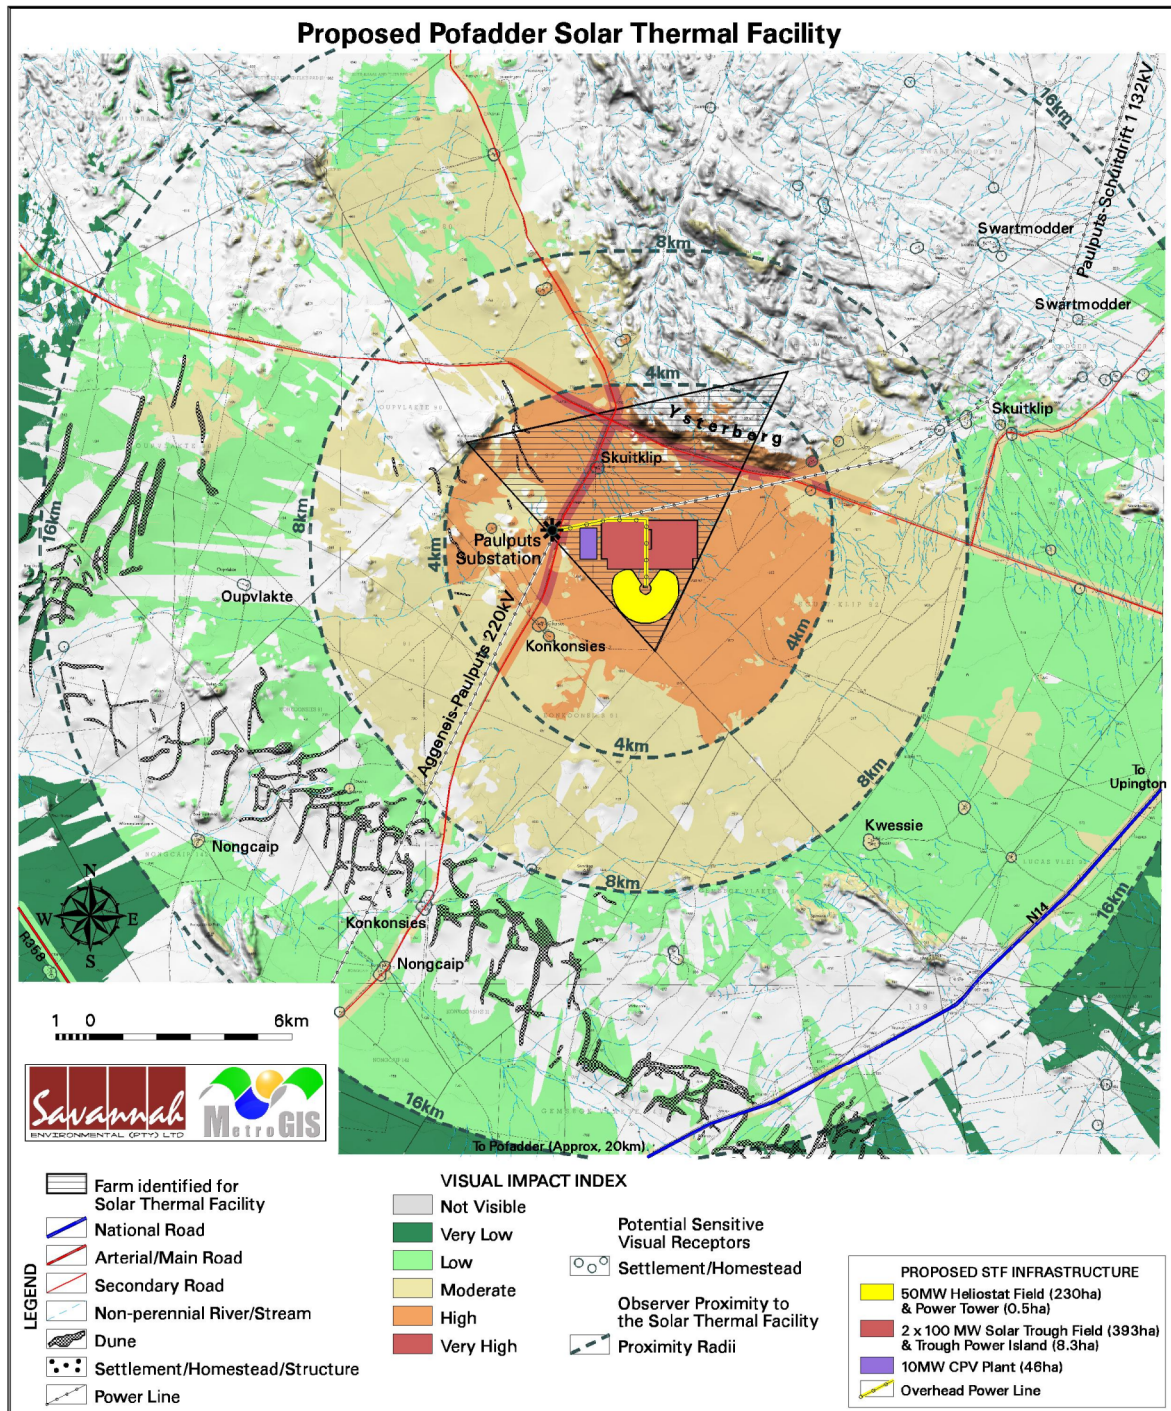 Proposed Pofadder Solar Thermal Facility
16km
Paulputs-Schuitdrift 1 132kV
Swartmodder
8km
Swartmodder
4km
Ysterberg
Skuitklip
Skuitklip
16km
8km
4km
Paulputs
Substation
Oupvlakte
Konkonsies
4km
Aggeneis-Paulputs 220kV
4km
8km
To
Upington
Kwessie
Nongcaip
8km
N
W E
S
R358
Konkonsies
Nongcaip
N14
16km
1 0 6km
Savannah
ENVIRONMENTAL (PTY) LTD
MetroGIS
16km
To Pofadder (Approx, 20km)
LEGEND
Farm identified for
Solar Thermal Facility
National Road
Arterial/Main Road
Secondary Road
Non-perennial River/Stream
Dune
Settlement/Homestead/Structure
Power Line
VISUAL IMPACT INDEX
Not Visible
Very Low
Low
Moderate
High
Very High
Potential Sensitive
Visual Receptors
Settlement/Homestead
Observer Proximity to
the Solar Thermal Facility
Proximity Radii
PROPOSED STF INFRASTRUCTURE
50MW Heliostat Field (230ha)
& Power Tower (0.5ha)
2 x 100 MW Solar Trough Field (393ha)
& Trough Power Island (8.3ha)
10MW CPV Plant (46ha)
Overhead Power Line